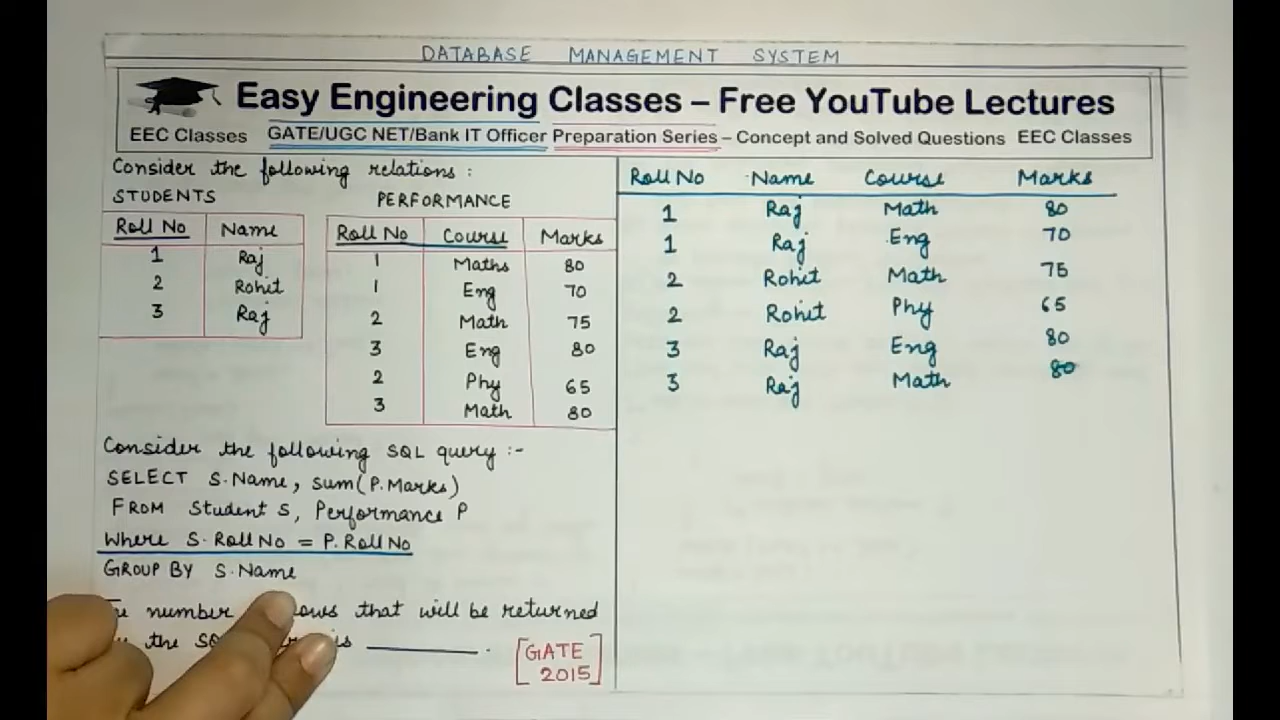 DATABASE MANAGEMENT SYSTEM
Easy Engineering Classes – Free YouTube Lectures
EEC Classes GATE/UGC NET/Bank IT Officer Preparation Series – Concept and Solved Questions EEC Classes
Consider the following relations :
STUDENTS
Roll No Name
1 Raj
2 Rohit
3 Raj
PERFORMANCE
Roll No Course Marks
1 Maths 80
1 Eng 70
2 Math 75
3 Eng 80
2 Phy 65
3 Math 80
Consider the following SQL query :-
SELECT S.Name, sum(P.Marks)
FROM Student S, Performance P
Where S.RollNo = P.RollNo
GROUP BY S.Name
number that will be returned
the is ______ .
[GATE
2015]
Roll No Name Course Marks
1 Raj Math 80
1 Raj Eng 70
2 Rohit Math 75
2 Rohit Phy 65
3 Raj Eng 80
3 Raj Math 80